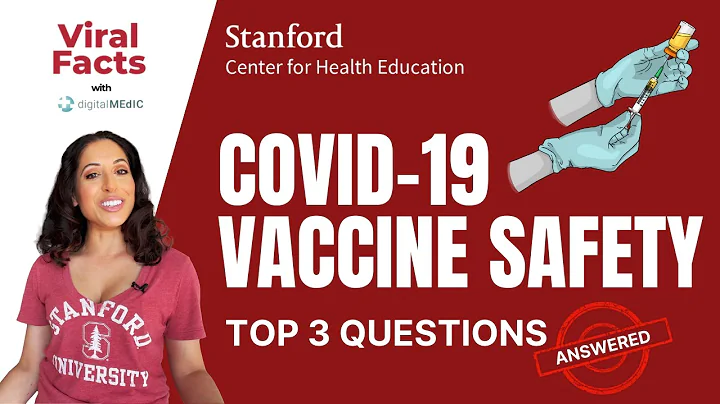 Viral
Facts
with
digitalMEdIC
Stanford
Center for Health Education
COVID-19
VACCINE SAFETY
TOP 3 QUESTIONS
ANSWERED
STANFORD
S
UNIVERSITY